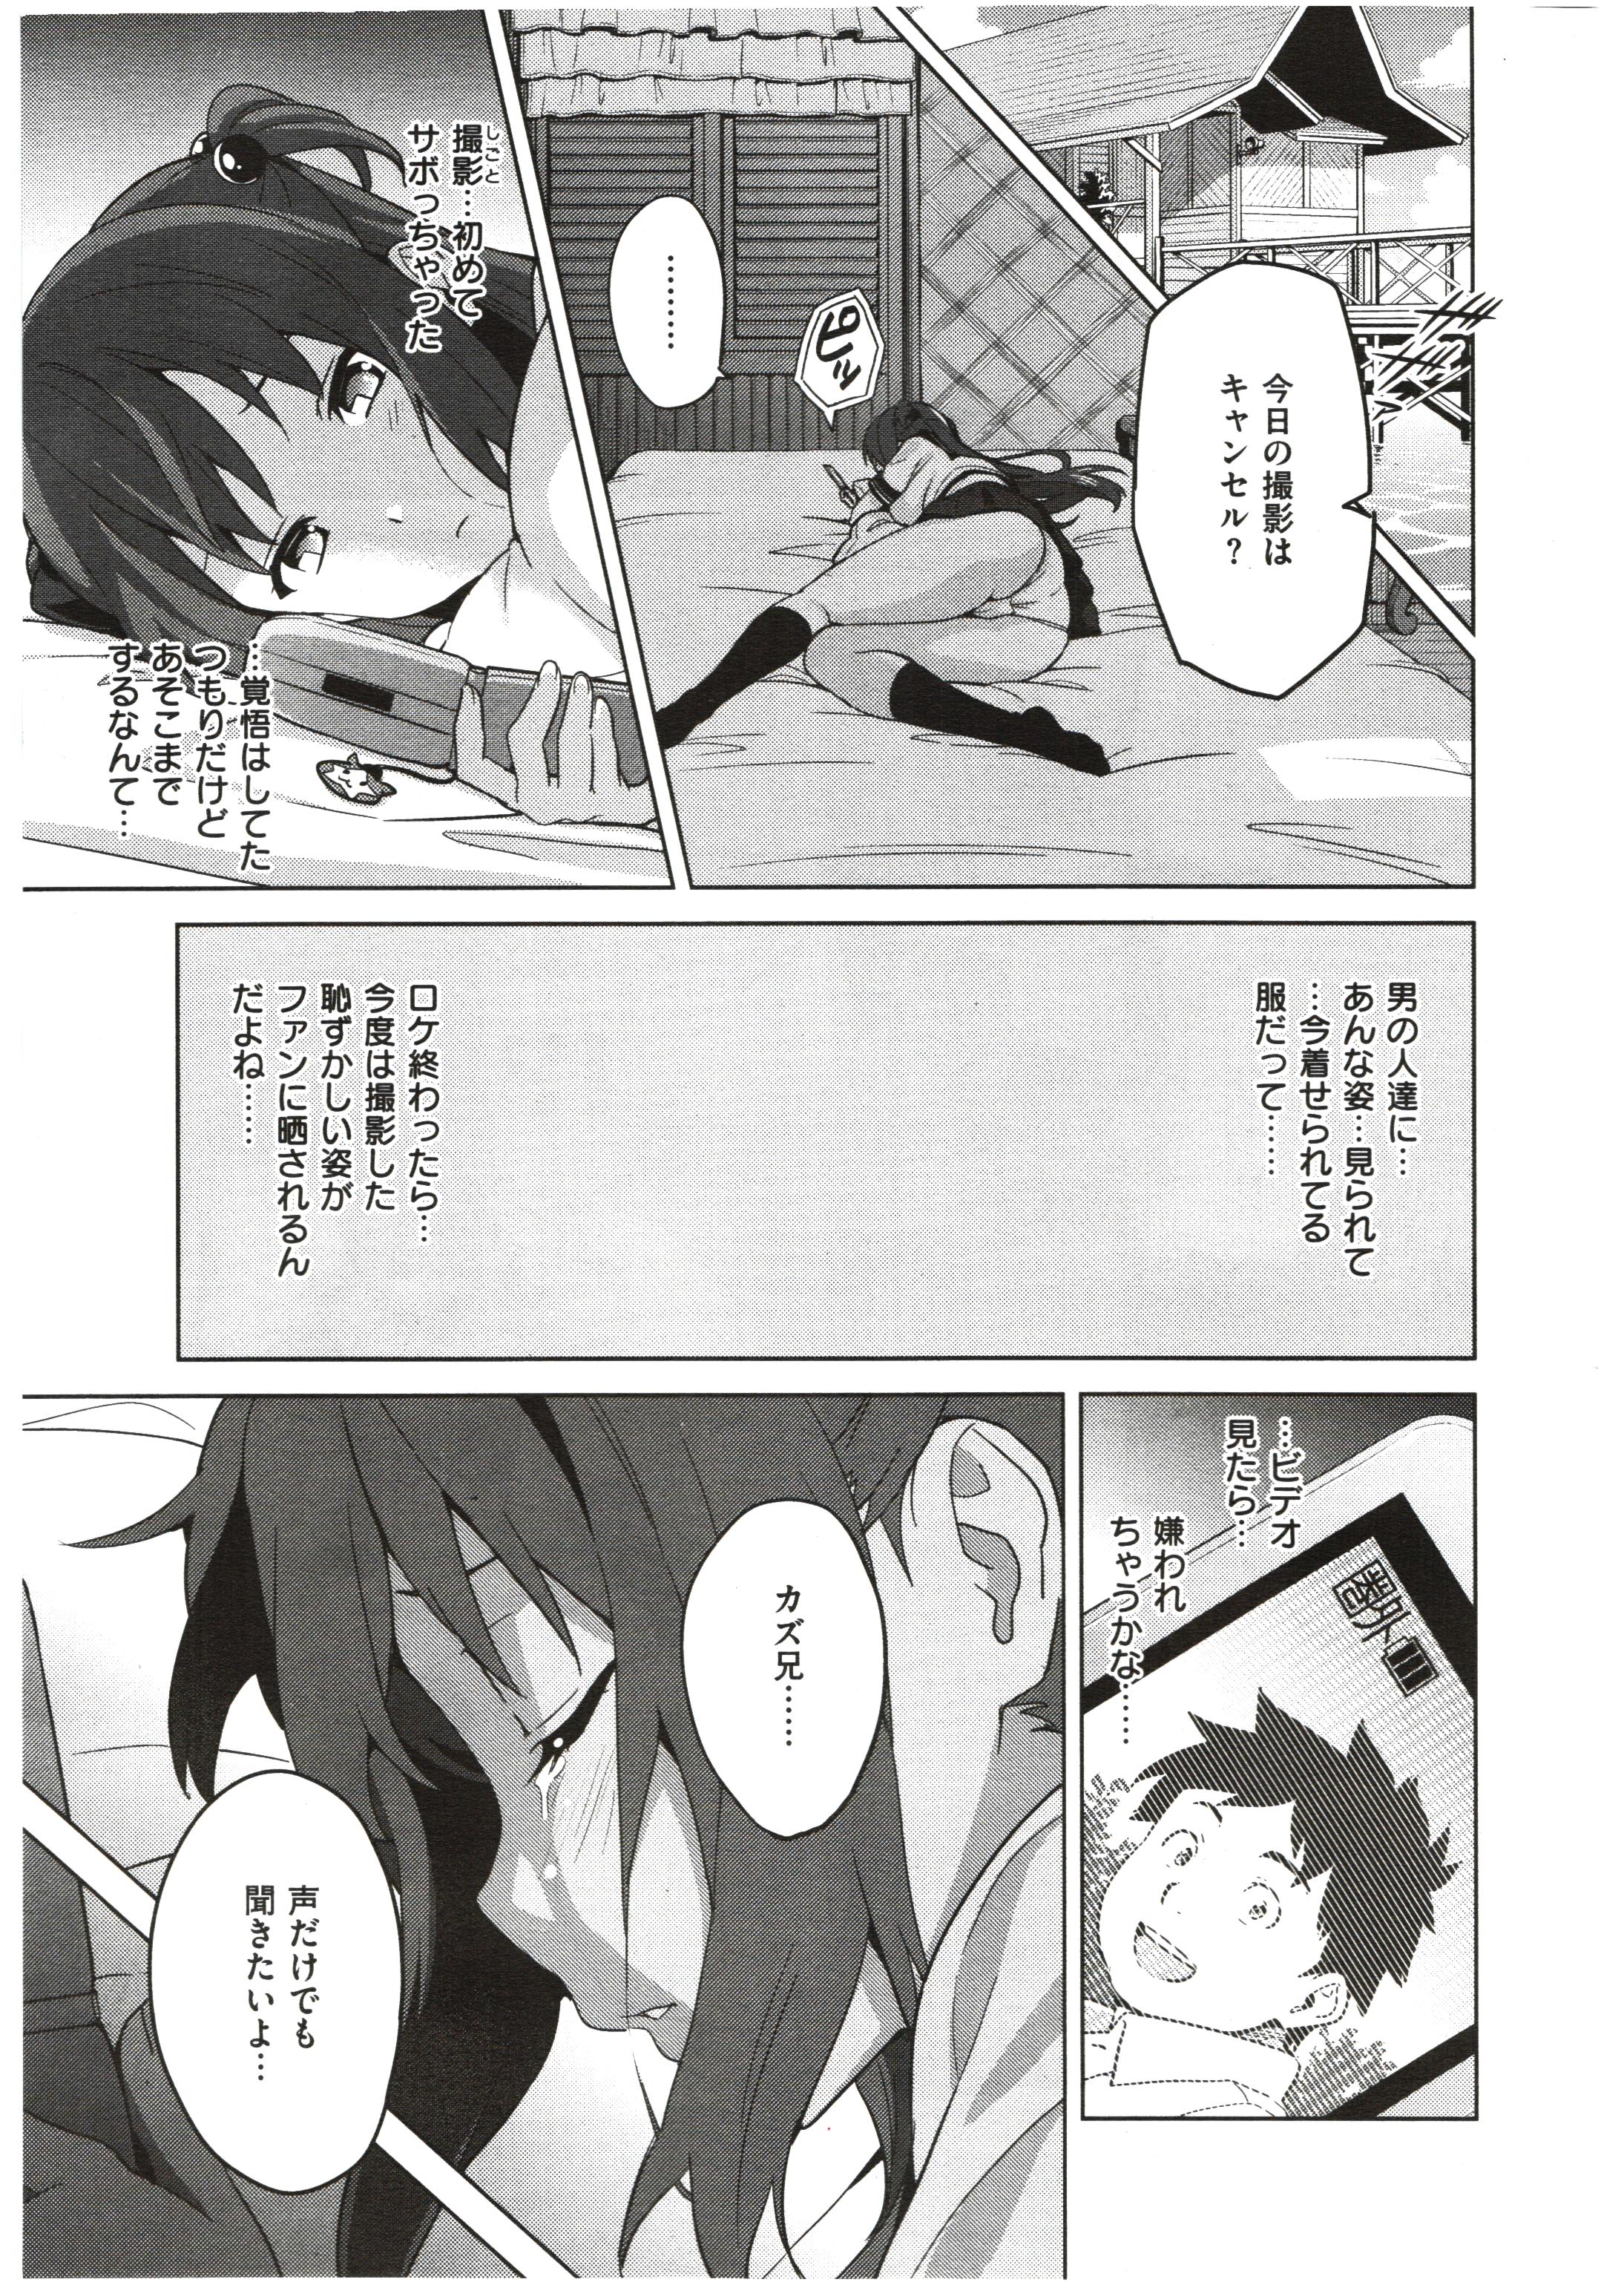 今日の撮影は
キャンセル?
………
撮影…初めて
しごと
サボっちゃった
…覚悟はしてた
つもりだけど
あそこまで
するなんて…
男の人達に…
あんな姿…見られて
…今着せられてる
服だって……
ロケ終わったら…
今度は撮影した
恥ずかしい姿が
ファンに晒されるん
だよね……
…ビデオ
見たら…
嫌われ
ちゃうかな……
圏外
カズ兄……
声だけでも
聞きたいよ…